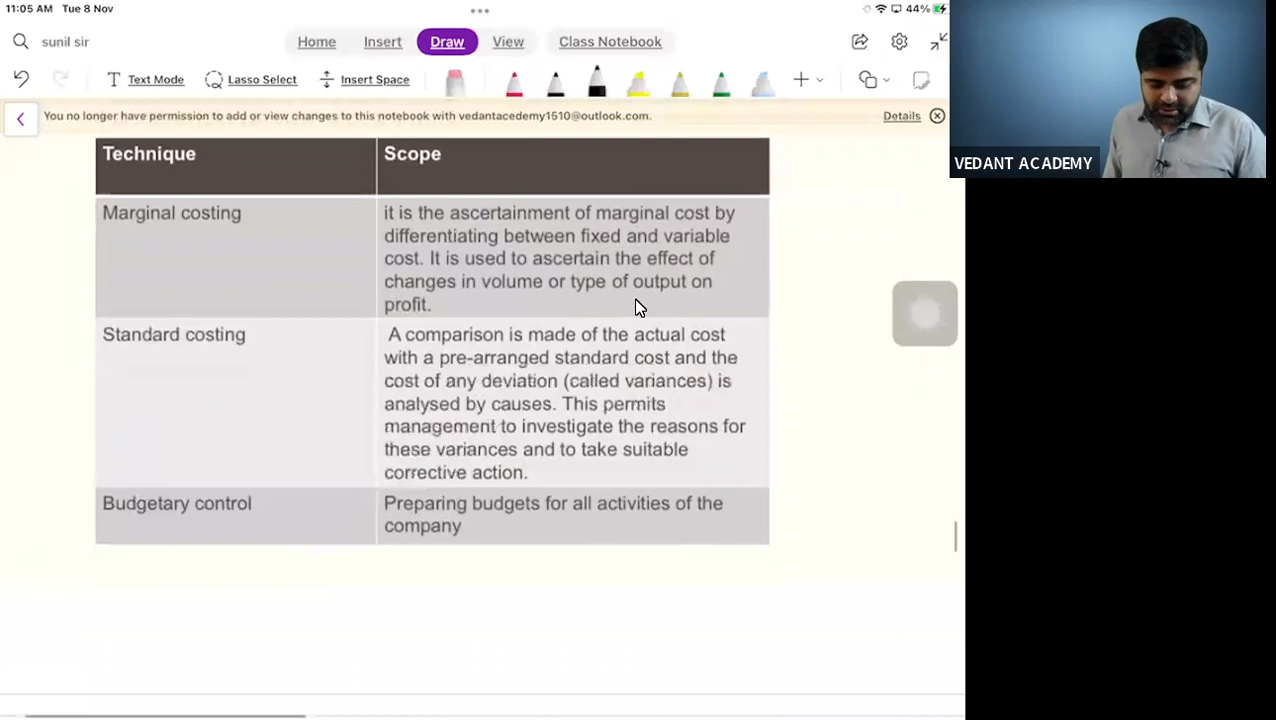 11:05 AM Tue 8 Nov
44%
sunil sir
Home Insert Draw View Class Notebook
Text Mode Lasso Select Insert Space
You no longer have permission to add or view changes to this notebook with vedantacedemy1510@outlook.com. Details
VEDANT ACADEMY
Technique Scope
Marginal costing it is the ascertainment of marginal cost by
differentiating between fixed and variable
cost. It is used to ascertain the effect of
changes in volume or type of output on
profit.
Standard costing A comparison is made of the actual cost
with a pre-arranged standard cost and the
cost of any deviation (called variances) is
analysed by causes. This permits
management to investigate the reasons for
these variances and to take suitable
corrective action.
Budgetary control Preparing budgets for all activities of the
company